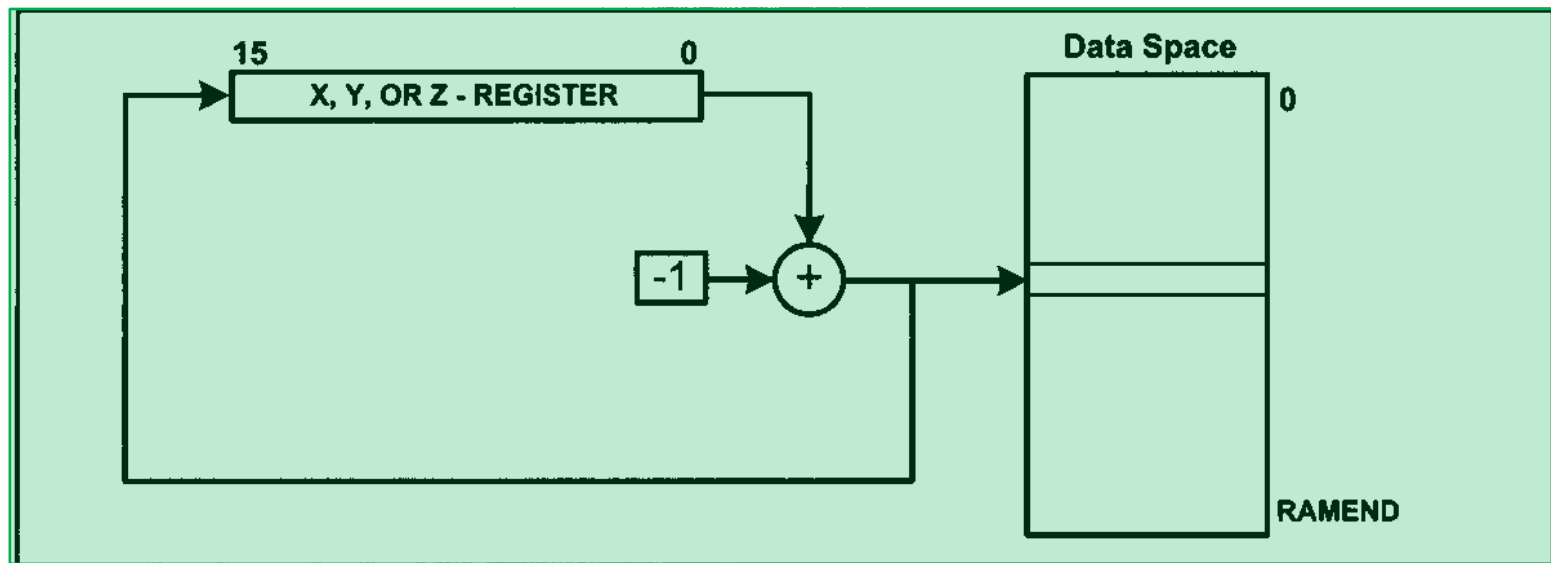 15
0
Data Space
X, Y, OR Z - REGISTER
0
-1
+
RAMEND